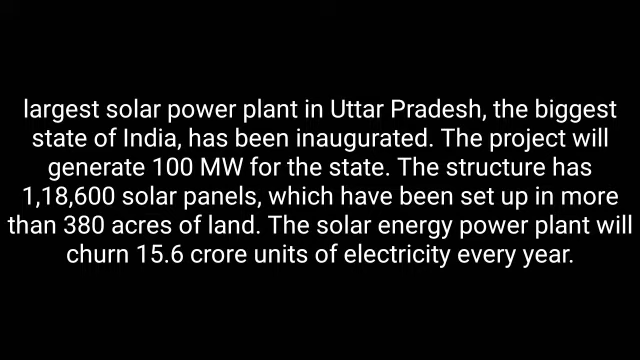 largest solar power plant in Uttar Pradesh, the biggest
state of India, has been inaugurated. The project will
generate 100 MW for the state. The structure has
1,18,600 solar panels, which have been set up in more
than 380 acres of land. The solar energy power plant will
churn 15.6 crore units of electricity every year.